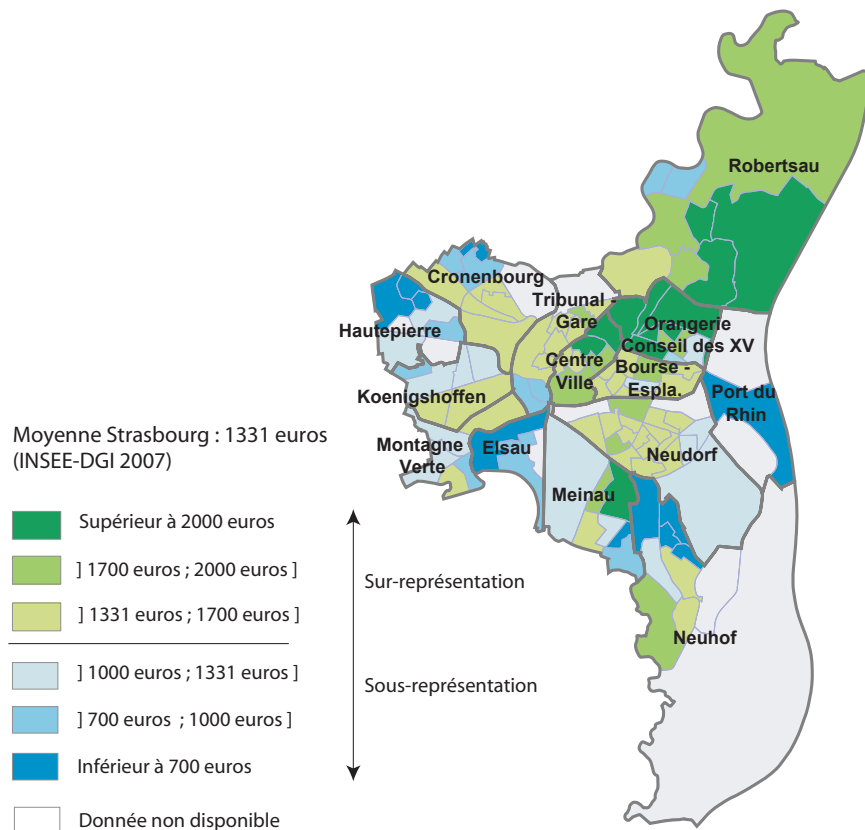 Robertsau
Cronenbourg
Tribunal -
Gare
Hautepierre
Orangerie
Conseil des XV
Centre
Ville
Bourse -
Espla.
Koenigshoffen
Port du
Rhin
Montagne
Verte
Elsau
Neudorf
Meinau
Neuhof
Moyenne Strasbourg : 1331 euros
(INSEE-DGI 2007)
Supérieur à 2000 euros
] 1700 euros ; 2000 euros ]
] 1331 euros ; 1700 euros ]
] 1000 euros ; 1331 euros ]
] 700 euros ; 1000 euros ]
Inférieur à 700 euros
Donnée non disponible
Sur-représentation
Sous-représentation